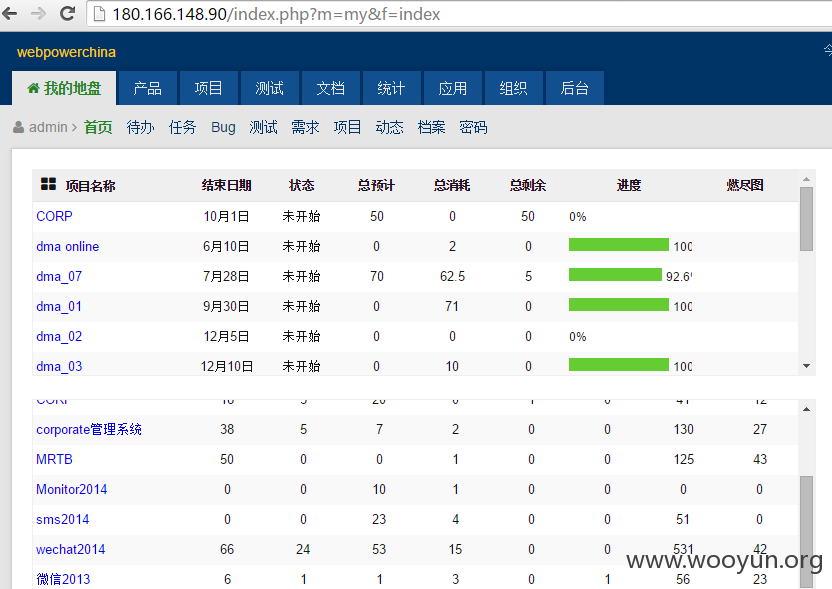 180.166.148.90/index.php?m=my&f=index
webpowerchina
我的地盘 产品 项目 测试 文档 统计 应用 组织 后台
admin > 首页 待办 任务 Bug 测试 需求 项目 动态 档案 密码
项目名称 结束日期 状态 总预计 总消耗 总剩余 进度 燃尽图
CORP 10月1日 未开始 50 0 50 0%
dma online 6月10日 未开始 0 2 0 100
dma_07 7月28日 未开始 70 62.5 5 92.6
dma_01 9月30日 未开始 0 71 0 100
dma_02 12月5日 未开始 0 0 0 0%
dma_03 12月10日 未开始 0 10 0 100
corporate管理系统 38 5 7 2 0 0 130 27
MRTB 50 0 0 1 0 0 125 43
Monitor2014 0 0 10 1 0 0 0 0
sms2014 0 0 23 4 0 0 51 0
wechat2014 66 24 53 15 0 0 531 42
www.wooyun.org
微信2013 6 1 1 3 0 1 56 23